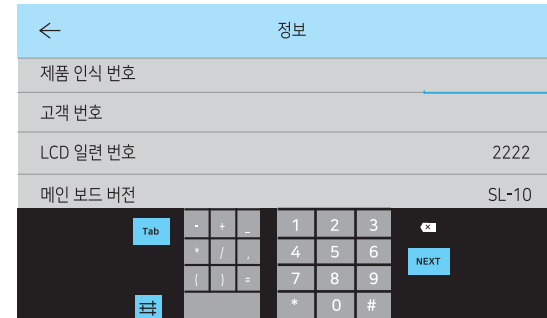 정보
제품 인식 번호
고객 번호
LCD 일련 번호 2222
메인 보드 버전 SL-10
Tab - + _ 1 2 3
* / , 4 5 6 NEXT
( ) = 7 8 9
* 0 #